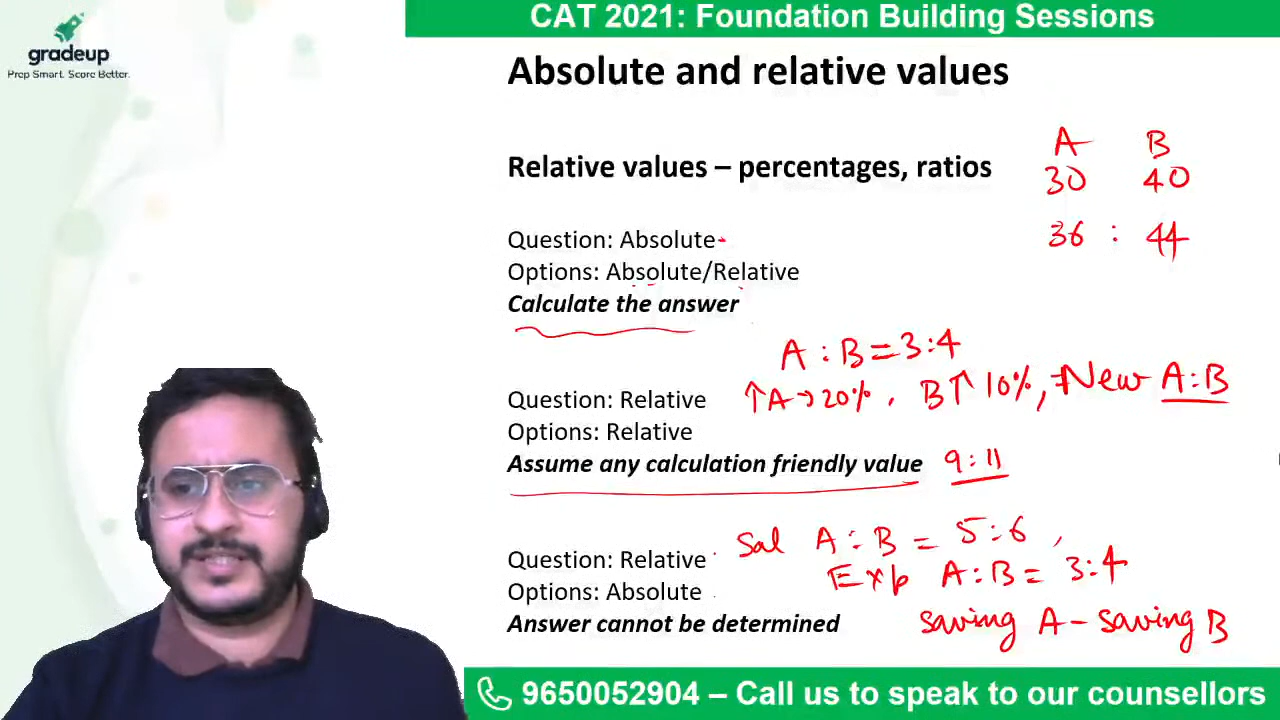 CAT 2021: Foundation Building Sessions
gradeup
Prep Smart. Score Better.
Absolute and relative values
Relative values – percentages, ratios
A B
30 40
36 : 44
Question: Absolute
Options: Absolute/Relative
Calculate the answer
A : B = 3:4
↑A → 20% , B↑ 10%, New A:B
Question: Relative
Options: Relative
Assume any calculation friendly value 9:11
Sal A : B = 5:6 ,
Exp A:B = 3:4
Saving A – Saving B
Question: Relative
Options: Absolute
Answer cannot be determined
9650052904 – Call us to speak to our counsellors